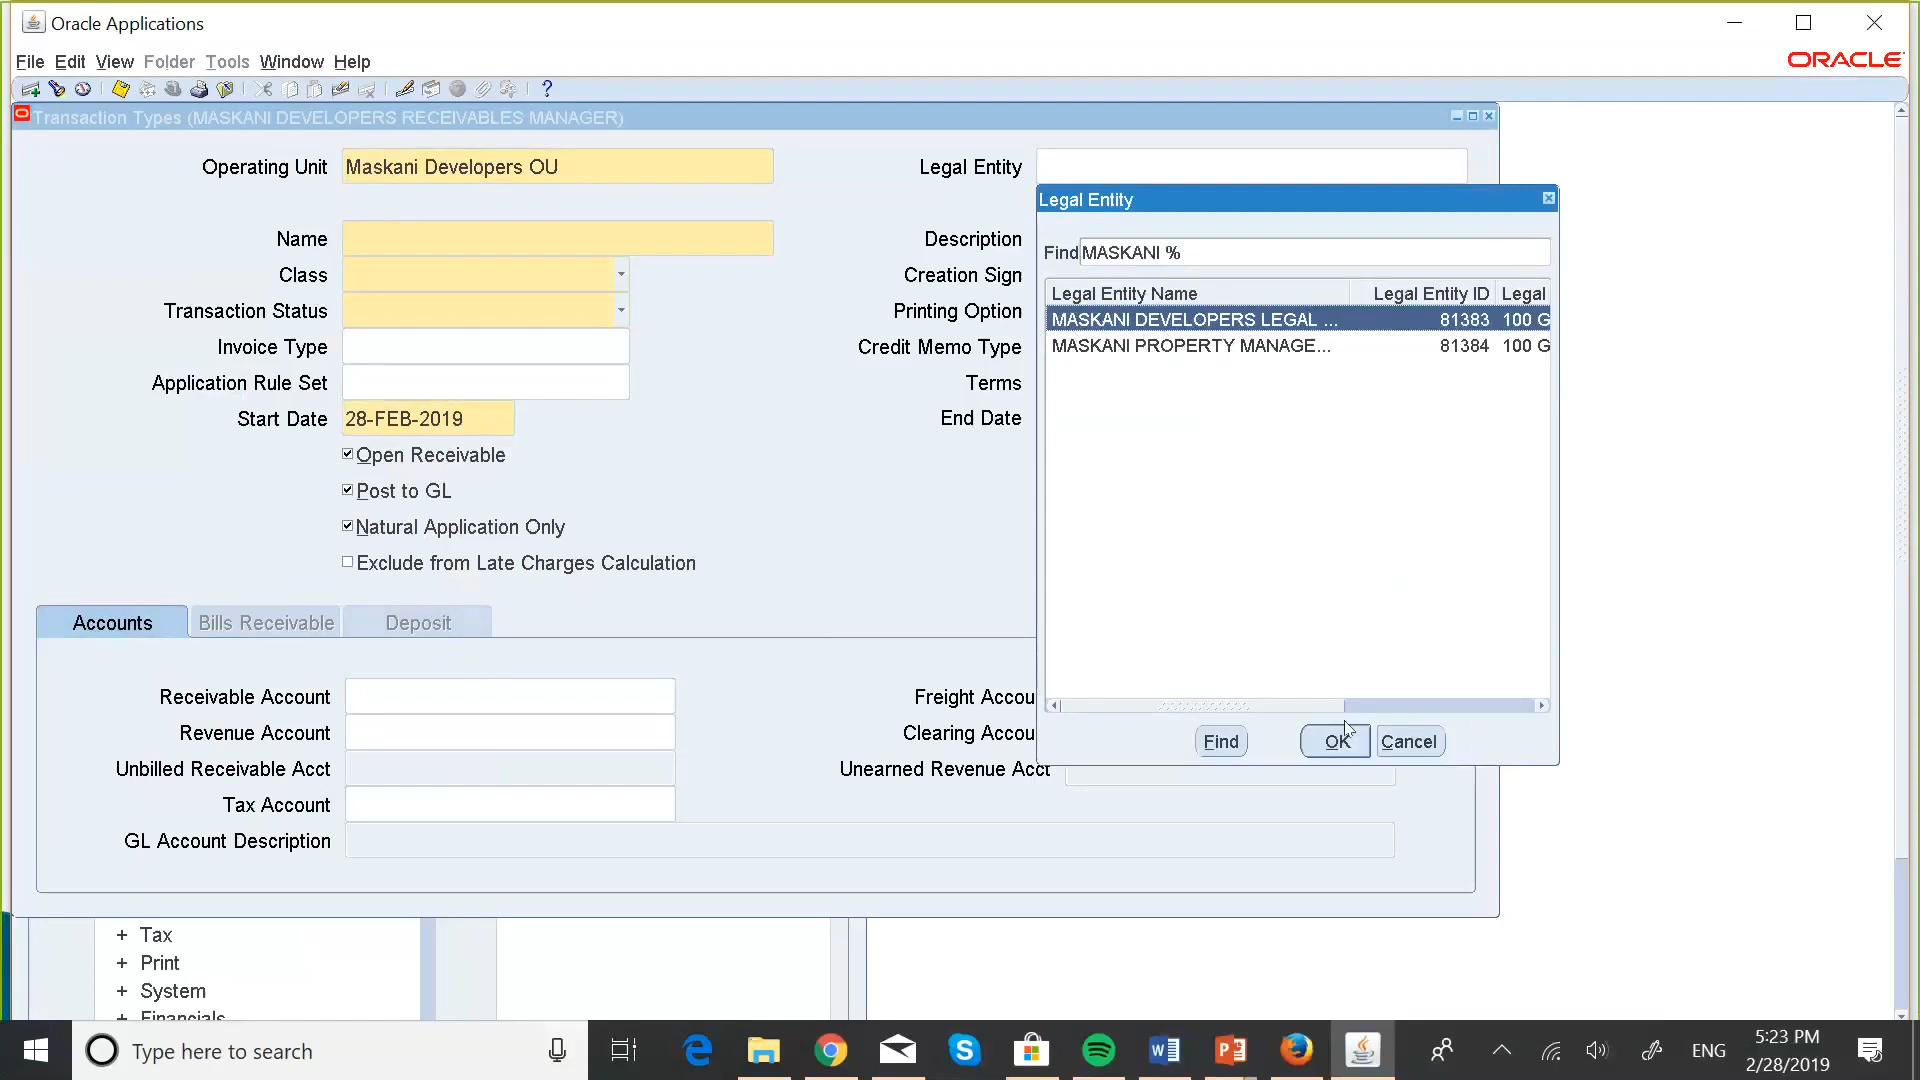 Oracle Applications
File Edit View Folder Tools Window Help
ORACLE
Transaction Types (MASKANI DEVELOPERS RECEIVABLES MANAGER)
Operating Unit Maskani Developers OU
Legal Entity
Name
Class
Transaction Status
Invoice Type
Application Rule Set
Start Date 28-FEB-2019
Open Receivable
Post to GL
Natural Application Only
Exclude from Late Charges Calculation
Description
Creation Sign
Printing Option
Credit Memo Type
Terms
End Date
Legal Entity
Find MASKANI %
Legal Entity Name Legal Entity ID Legal
MASKANI DEVELOPERS LEGAL ... 81383 100 G
MASKANI PROPERTY MANAGE... 81384 100 G
Find OK Cancel
Accounts Bills Receivable Deposit
Receivable Account
Revenue Account
Unbilled Receivable Acct
Tax Account
GL Account Description
Freight Accou
Clearing Accou
Unearned Revenue Acct
+ Tax
+ Print
+ System
+ Financials
Type here to search
ENG
5:23 PM
2/28/2019